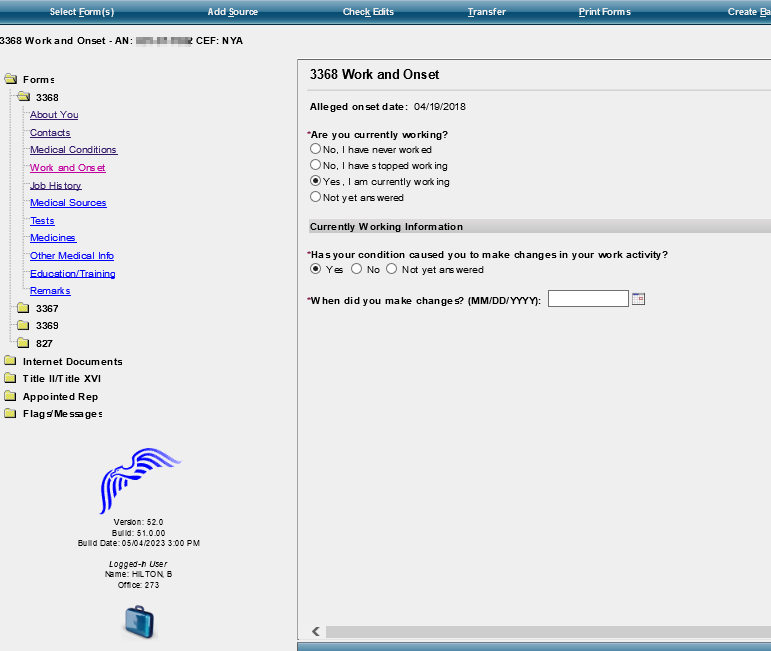 Select Form(s) Add Source Check Edits Transfer Print Forms Create Ba
3368 Work and Onset - AN: CEF: NYA
Forms
3368
About You
Contacts
Medical Conditions
Work and Onset
Job History
Medical Sources
Tests
Medicines
Other Medical Info
Education/Training
Remarks
3367
3369
827
Internet Documents
Title II/Title XVI
Appointed Rep
Flags/Messages
Version: 52.0
Build: 51.0.00
Build Date: 05/04/2023 3:00 PM
Logged-In User
Name: HILTON, B
Office: 273
3368 Work and Onset
Alleged onset date: 04/19/2018
*Are you currently working?
No, I have never worked
No, I have stopped working
Yes, I am currently working
Not yet answered
Currently Working Information
*Has your condition caused you to make changes in your work activity?
Yes No Not yet answered
*When did you make changes? (MM/DD/YYYY):